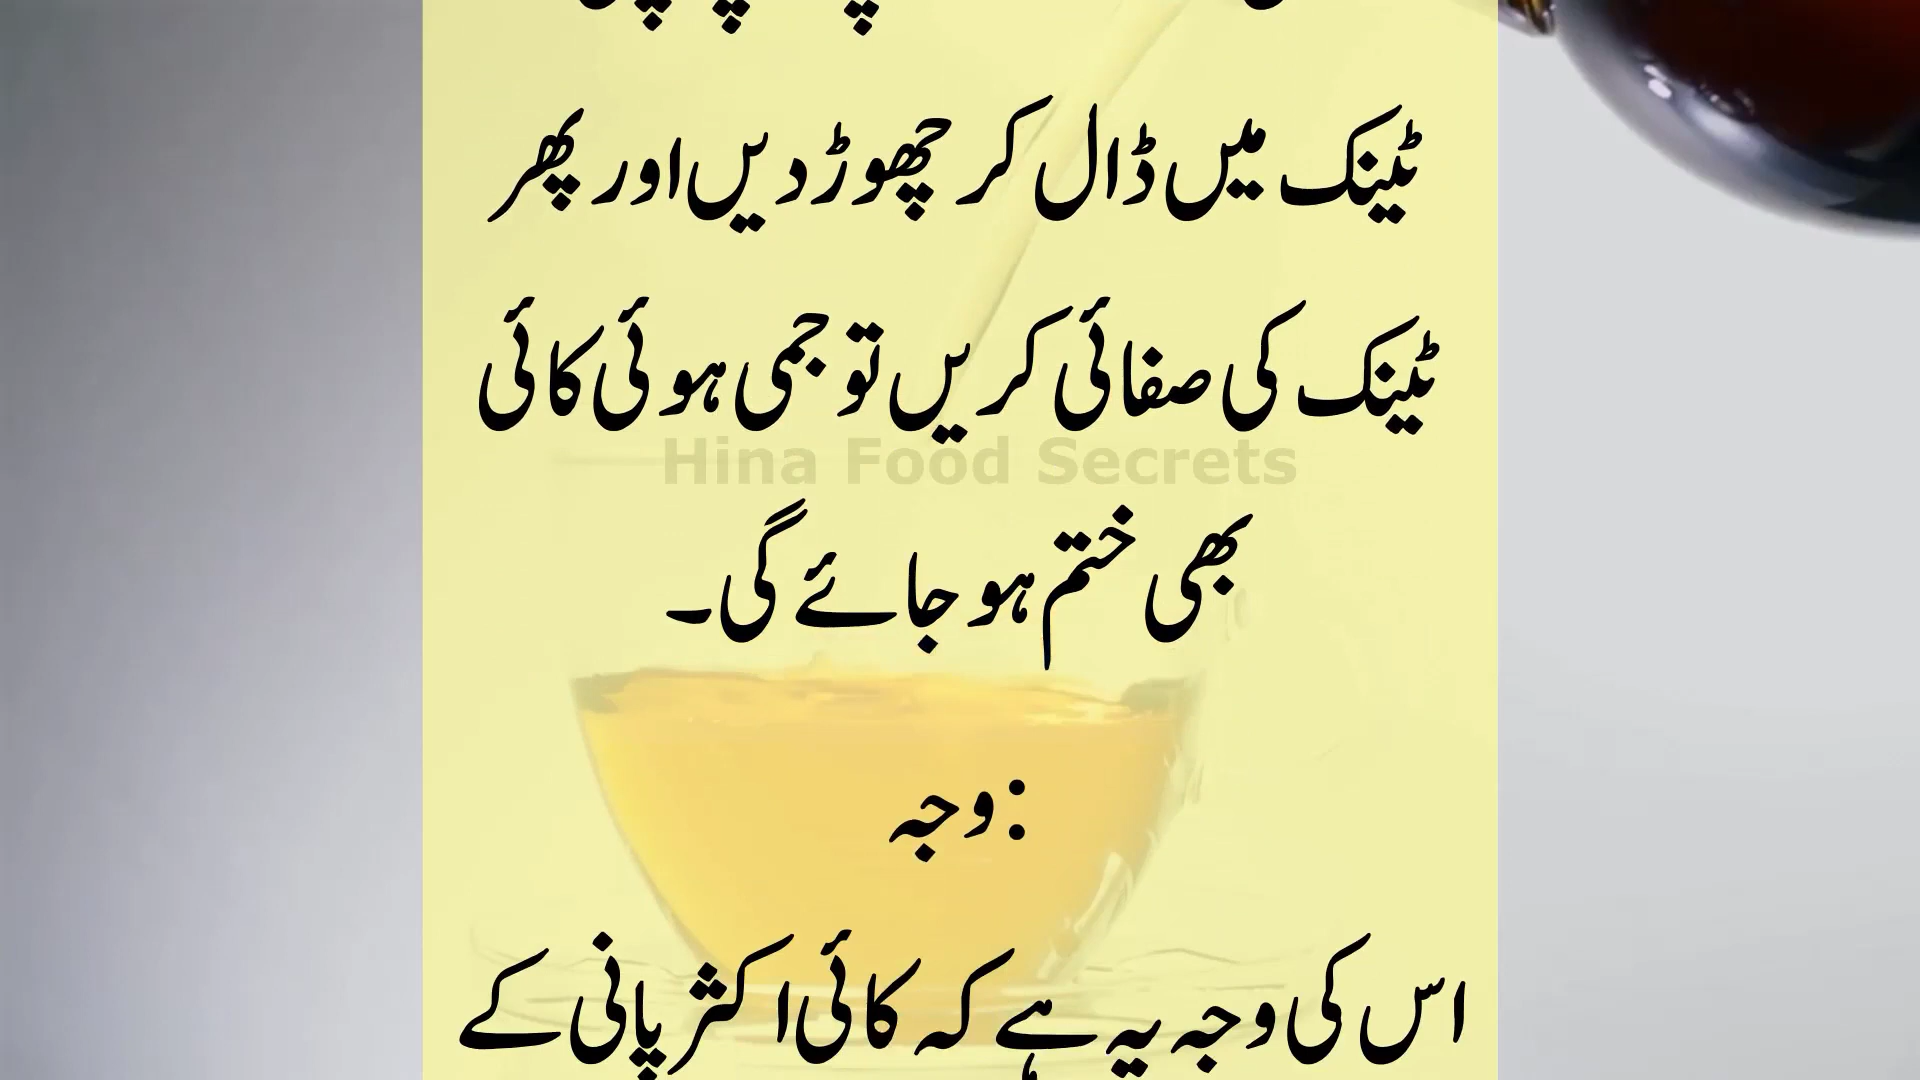 ٹینک میں ڈال کر چھوڑ دیں اور پھر
ٹینک کی صفائی کریں تو جمی ہوئی کائی
Hina Food Secrets
بھی ختم ہو جائے گی۔
وجہ:
اس کی وجہ یہ ہے کہ کائی اکثر پانی کے